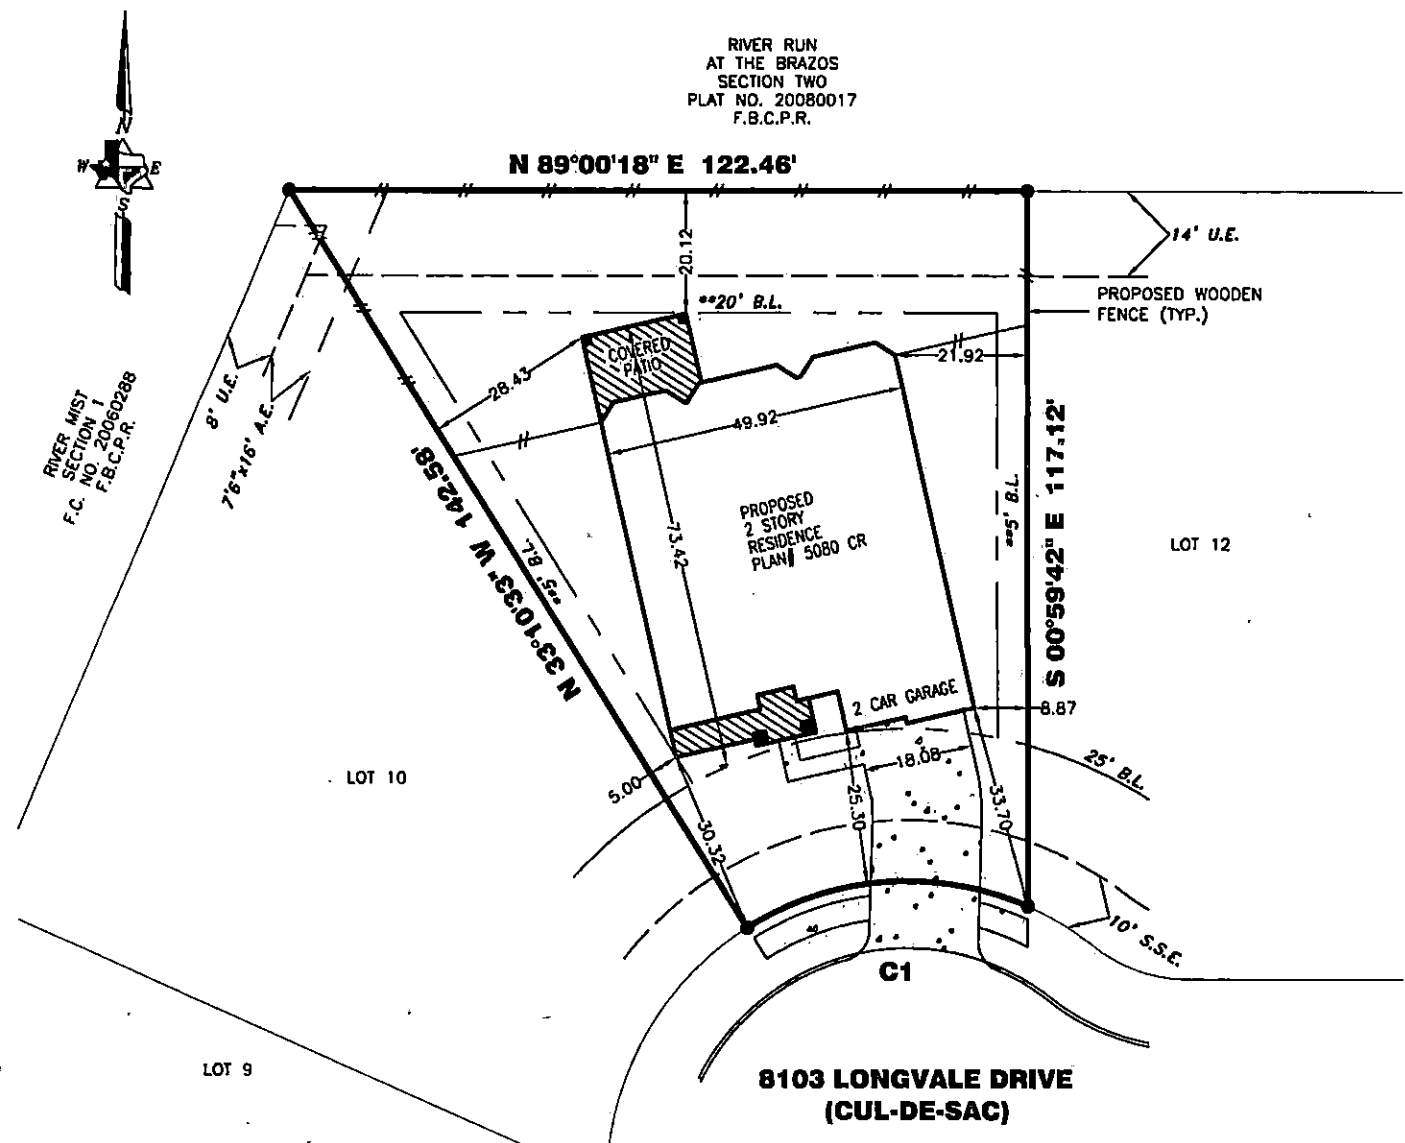 RIVER RUN
AT THE BRAZOS
SECTION TWO
PLAT NO. 20080017
F.B.C.P.R.
N
W E
S
N 89°00'18" E 122.46'
14' U.E.
20.12
**20' B.L.
PROPOSED WOODEN
FENCE (TYP.)
COVERED
PATIO
21.92
28.43
8' U.E.
7'6"x16' A.E.
RIVER MIST
SECTION 1
F.C. NO. 20060288
F.B.C.P.R.
49.92
N 33°10'33" W 142.58'
**5' B.L.
73.42
PROPOSED
2 STORY
RESIDENCE
PLAN# 5080 CR
**5' B.L.
S 00°59'42" E 117.12'
LOT 12
2 CAR GARAGE
8.87
LOT 10
5.00
18.08
25' B.L.
30.32
25.30
33.70
10' S.S.E.
C1
LOT 9
8103 LONGVALE DRIVE
(CUL-DE-SAC)